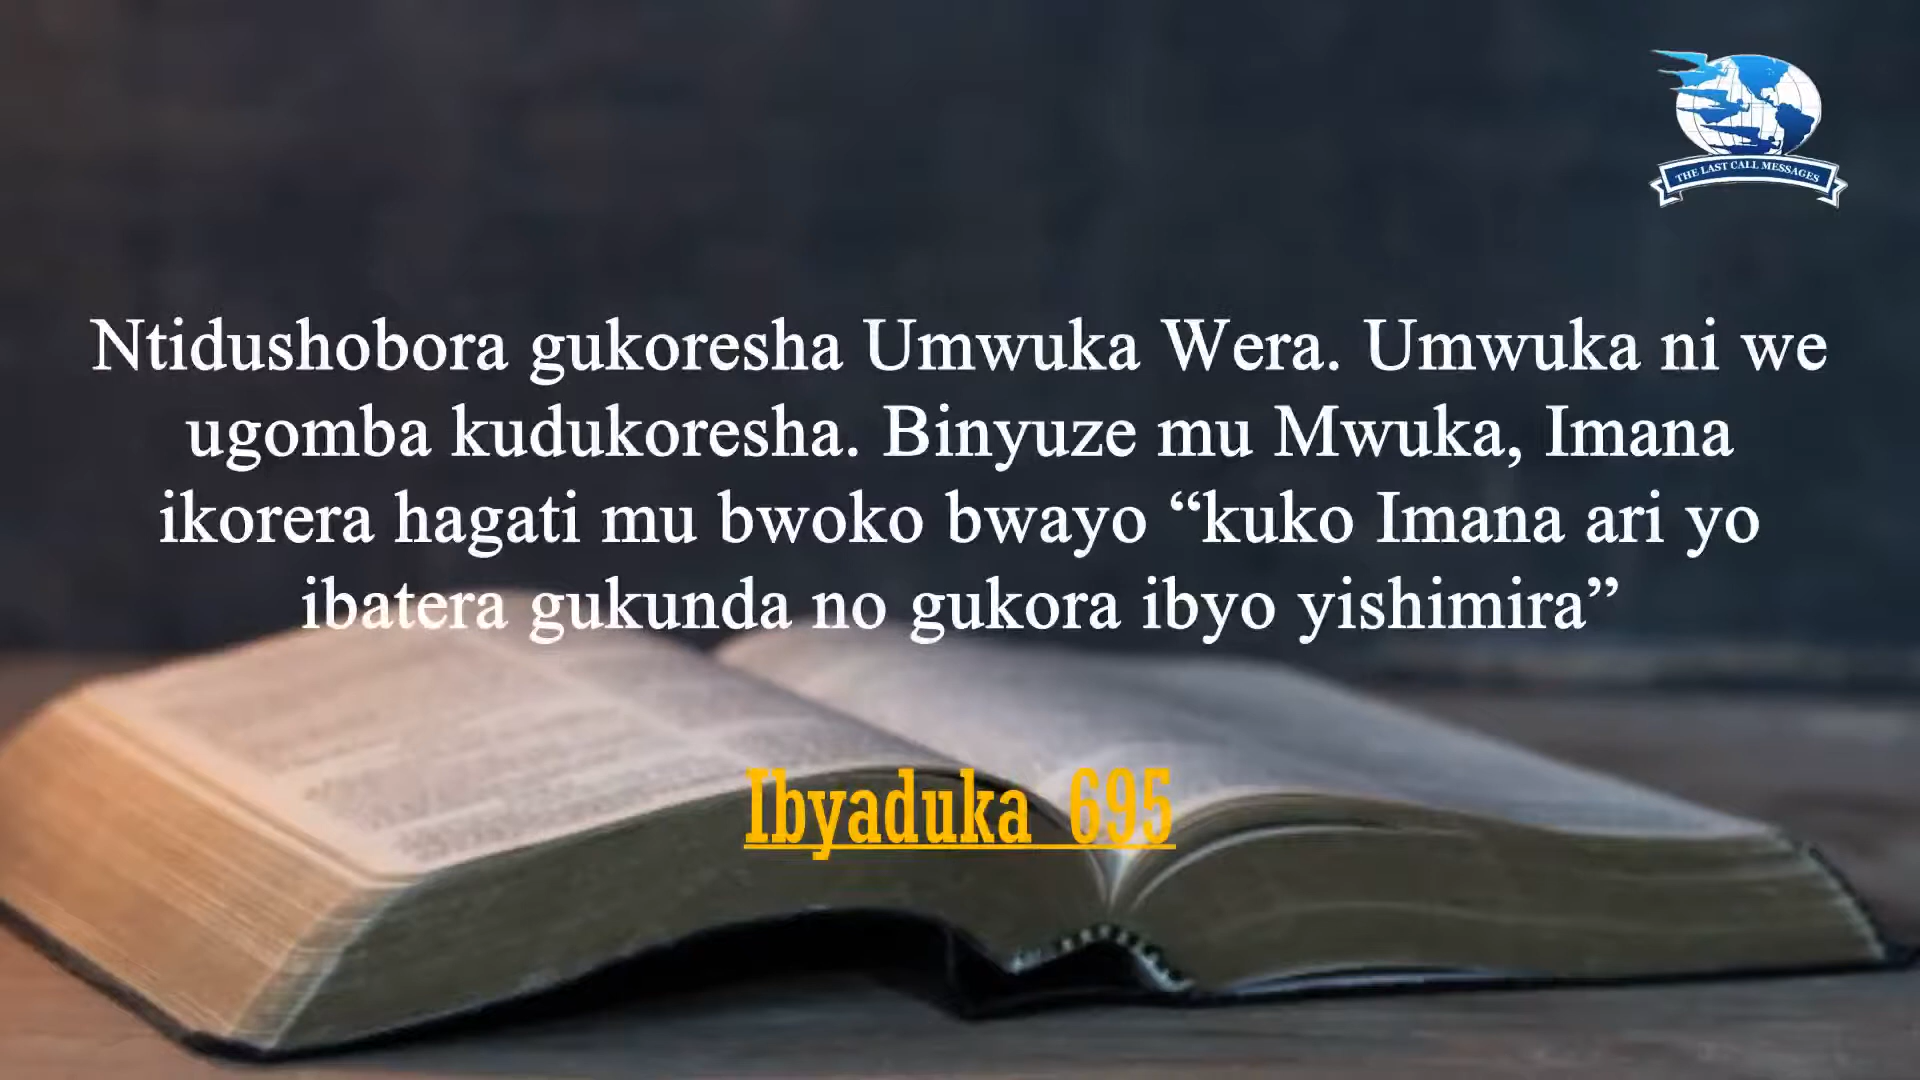 THE LAST CALL MESSAGES
Ntidushobora gukoresha Umwuka Wera. Umwuka ni we
ugomba kudukoresha. Binyuze mu Mwuka, Imana
ikorera hagati mu bwoko bwayo “kuko Imana ari yo
ibatera gukunda no gukora ibyo yishimira”
Ibyaduka 695